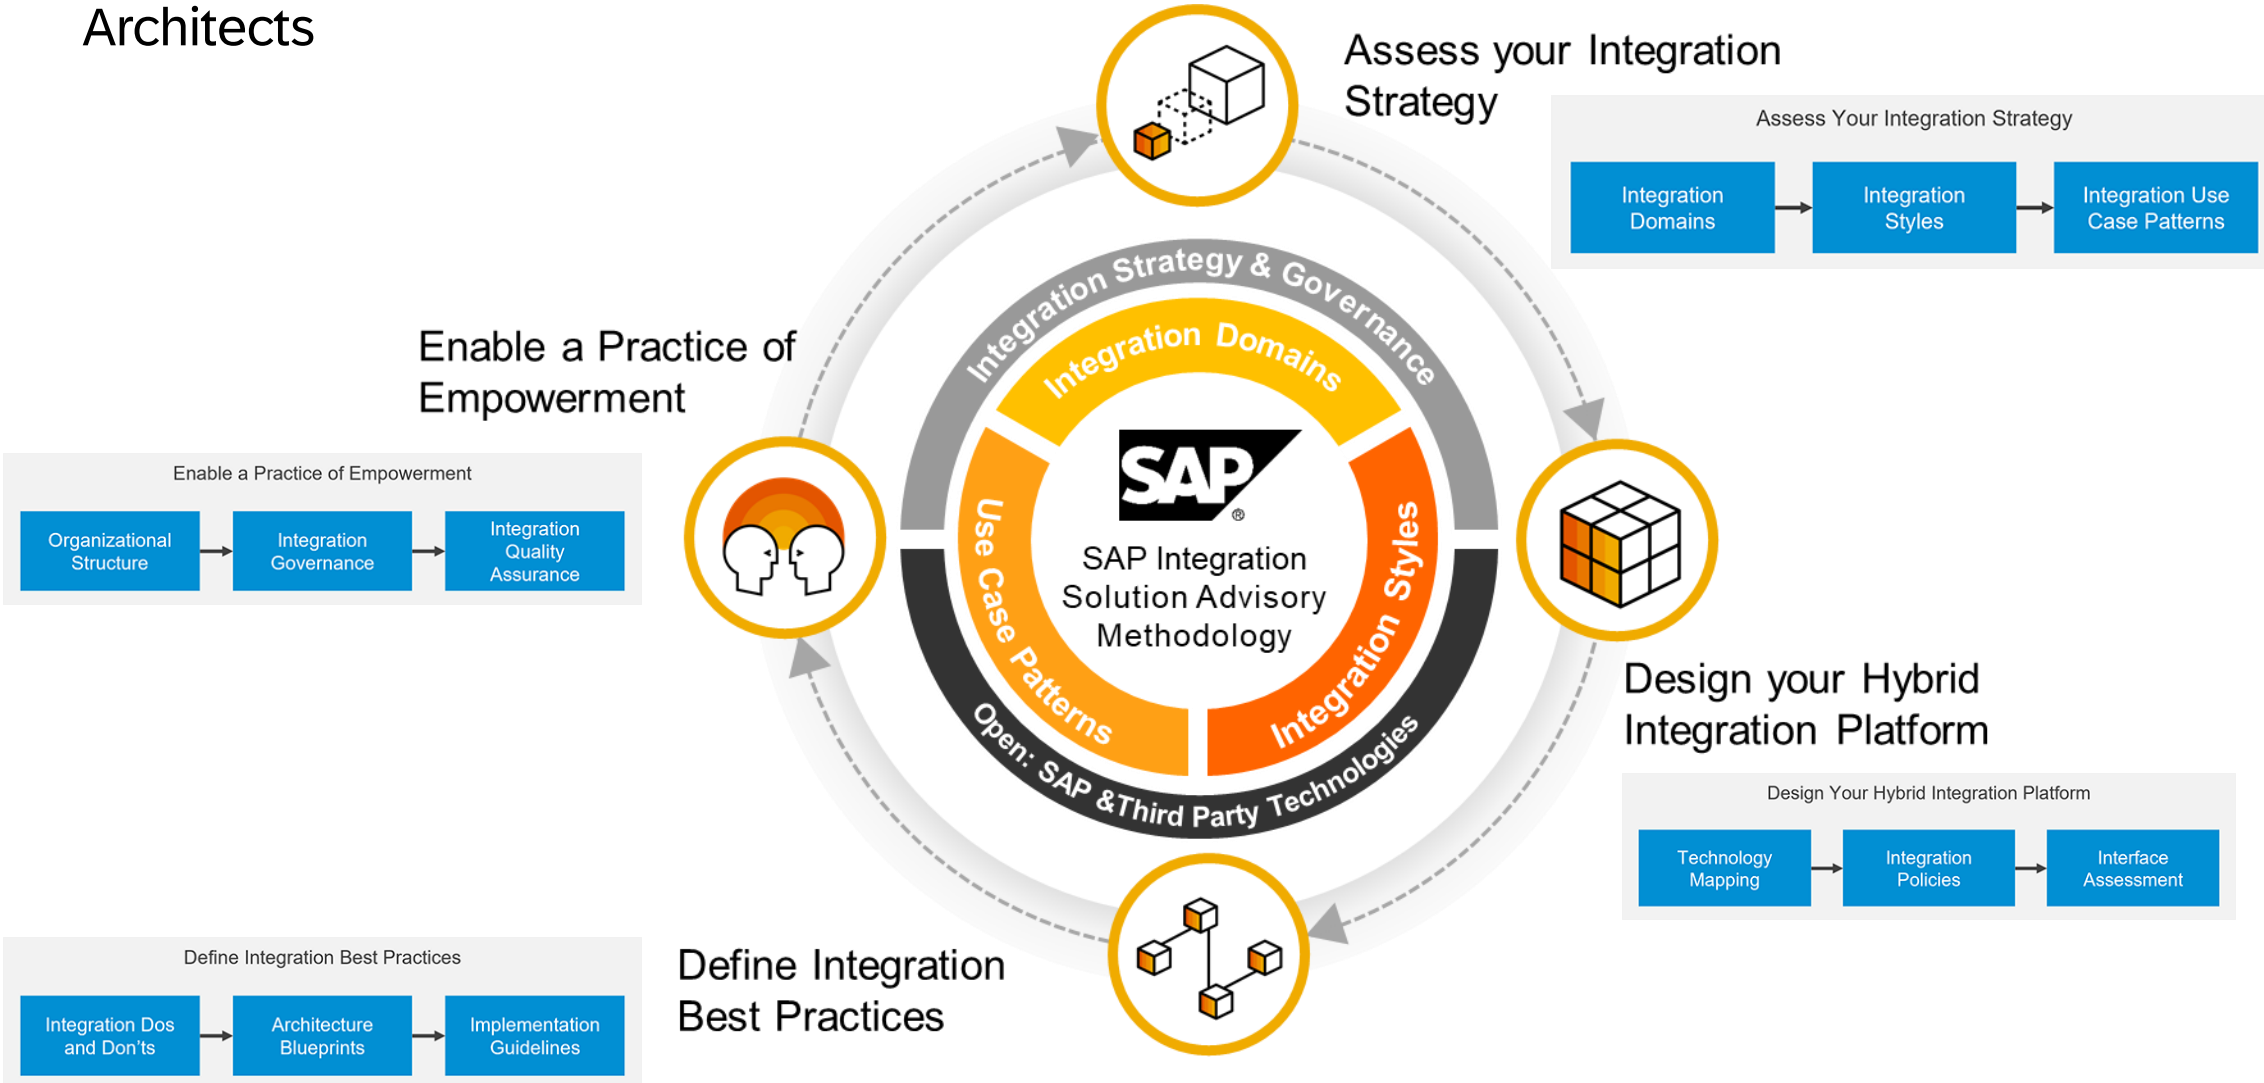 Architects
Assess your Integration
Strategy
Assess Your Integration Strategy
Integration
Domains
Integration
Styles
Integration Use
Case Patterns
Enable a Practice of
Empowerment
Enable a Practice of Empowerment
Organizational
Structure
Integration
Governance
Integration
Quality
Assurance
Integration Strategy & Governance
Integration Domains
Use Case Patterns
Integration Styles
SAP
®
SAP Integration
Solution Advisory
Methodology
Open: SAP &Third Party Technologies
Design your Hybrid
Integration Platform
Design Your Hybrid Integration Platform
Technology
Mapping
Integration
Policies
Interface
Assessment
Define Integration Best Practices
Integration Dos
and Don'ts
Architecture
Blueprints
Implementation
Guidelines
Define Integration
Best Practices